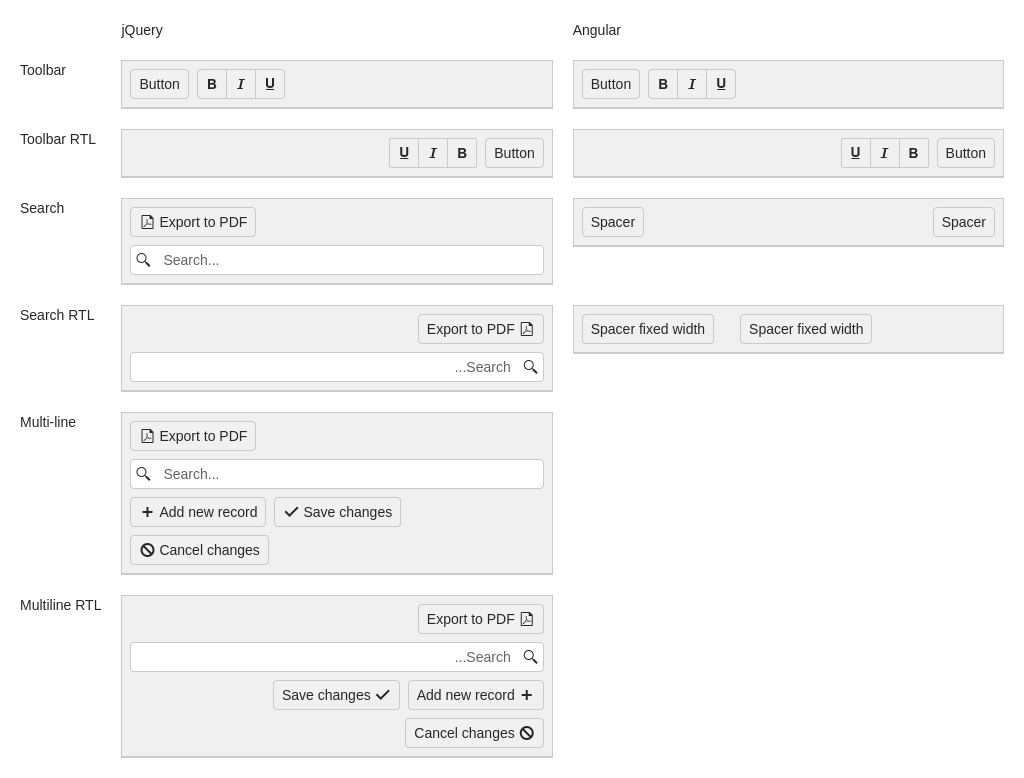 jQuery Angular
Toolbar Button B I U Button B I U
Toolbar RTL U I B Button U I B Button
Search Export to PDF Spacer Spacer
Search...
Search RTL Export to PDF Spacer fixed width Spacer fixed width
...Search
Multi-line Export to PDF
Search...
Add new record Save changes
Cancel changes
Multiline RTL Export to PDF
...Search
Save changes Add new record
Cancel changes